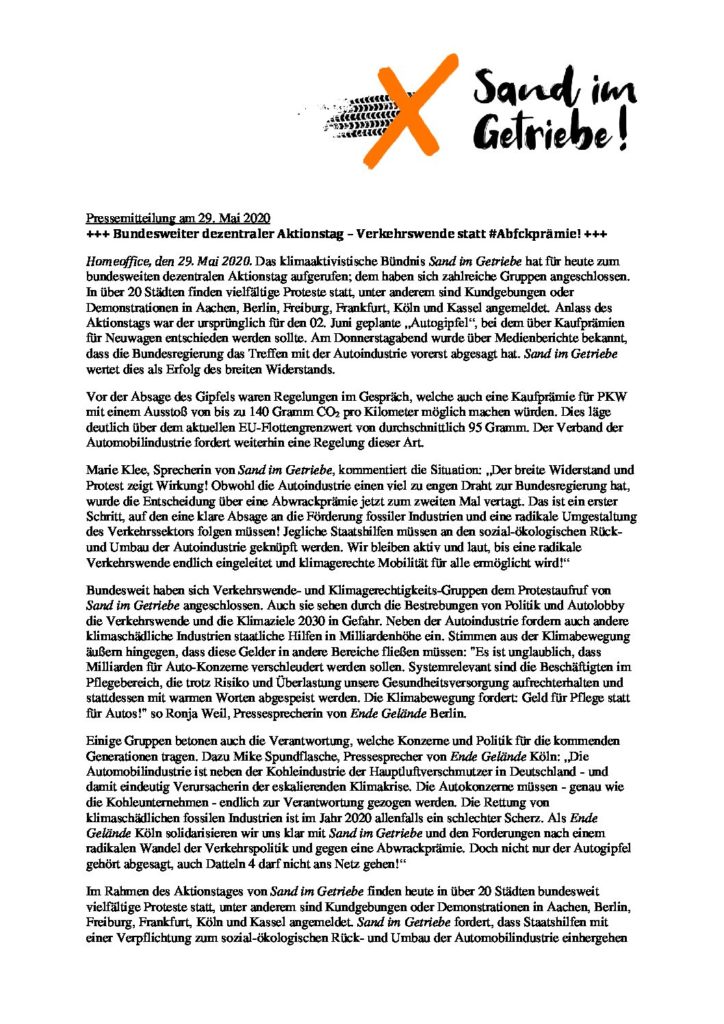 Sand im
Getriebe!
Pressemitteilung am 29. Mai 2020
+++ Bundesweiter dezentraler Aktionstag – Verkehrswende statt #Abfckprämie! +++
Homeoffice, den 29. Mai 2020. Das klimaaktivistische Bündnis Sand im Getriebe hat für heute zum
bundesweiten dezentralen Aktionstag aufgerufen; dem haben sich zahlreiche Gruppen angeschlossen.
In über 20 Städten finden vielfältige Proteste statt, unter anderem sind Kundgebungen oder
Demonstrationen in Aachen, Berlin, Freiburg, Frankfurt, Köln und Kassel angemeldet. Anlass des
Aktionstags war der ursprünglich für den 02. Juni geplante „Autogipfel“, bei dem über Kaufprämien
für Neuwagen entschieden werden sollte. Am Donnerstagabend wurde über Medienberichte bekannt,
dass die Bundesregierung das Treffen mit der Autoindustrie vorerst abgesagt hat. Sand im Getriebe
wertet dies als Erfolg des breiten Widerstands.
Vor der Absage des Gipfels waren Regelungen im Gespräch, welche auch eine Kaufprämie für PKW
mit einem Ausstoß von bis zu 140 Gramm CO₂ pro Kilometer möglich machen würden. Dies läge
deutlich über dem aktuellen EU-Flottengrenzwert von durchschnittlich 95 Gramm. Der Verband der
Automobilindustrie fordert weiterhin eine Regelung dieser Art.
Marie Klee, Sprecherin von Sand im Getriebe, kommentiert die Situation: „Der breite Widerstand und
Protest zeigt Wirkung! Obwohl die Autoindustrie einen viel zu engen Draht zur Bundesregierung hat,
wurde die Entscheidung über eine Abwrackprämie jetzt zum zweiten Mal vertagt. Das ist ein erster
Schritt, auf den eine klare Absage an die Förderung fossiler Industrien und eine radikale Umgestaltung
des Verkehrssektors folgen müssen! Jegliche Staatshilfen müssen an den sozial-ökologischen Rück-
und Umbau der Autoindustrie geknüpft werden. Wir bleiben aktiv und laut, bis eine radikale
Verkehrswende endlich eingeleitet und klimagerechte Mobilität für alle ermöglicht wird!“
Bundesweit haben sich Verkehrswende- und Klimagerechtigkeits-Gruppen dem Protestaufruf von
Sand im Getriebe angeschlossen. Auch sie sehen durch die Bestrebungen von Politik und Autolobby
die Verkehrswende und die Klimaziele 2030 in Gefahr. Neben der Autoindustrie fordern auch andere
klimaschädliche Industrien staatliche Hilfen in Milliardenhöhe ein. Stimmen aus der Klimabewegung
äußern hingegen, dass diese Gelder in andere Bereiche fließen müssen: "Es ist unglaublich, dass
Milliarden für Auto-Konzerne verschleudert werden sollen. Systemrelevant sind die Beschäftigten im
Pflegebereich, die trotz Risiko und Überlastung unsere Gesundheitsversorgung aufrechterhalten und
stattdessen mit warmen Worten abgespeist werden. Die Klimabewegung fordert: Geld für Pflege statt
für Autos!" so Ronja Weil, Pressesprecherin von Ende Gelände Berlin.
Einige Gruppen betonen auch die Verantwortung, welche Konzerne und Politik für die kommenden
Generationen tragen. Dazu Mike Spundflasche, Pressesprecher von Ende Gelände Köln: „Die
Automobilindustrie ist neben der Kohleindustrie der Hauptluftverschmutzer in Deutschland - und
damit eindeutig Verursacherin der eskalierenden Klimakrise. Die Autokonzerne müssen - genau wie
die Kohleunternehmen - endlich zur Verantwortung gezogen werden. Die Rettung von
klimaschädlichen fossilen Industrien ist im Jahr 2020 allenfalls ein schlechter Scherz. Als Ende
Gelände Köln solidarisieren wir uns klar mit Sand im Getriebe und den Forderungen nach einem
radikalen Wandel der Verkehrspolitik und gegen eine Abwrackprämie. Doch nicht nur der Autogipfel
gehört abgesagt, auch Datteln 4 darf nicht ans Netz gehen!“
Im Rahmen des Aktionstages von Sand im Getriebe finden heute in über 20 Städten bundesweit
vielfältige Proteste statt, unter anderem sind Kundgebungen oder Demonstrationen in Aachen, Berlin,
Freiburg, Frankfurt, Köln und Kassel angemeldet. Sand im Getriebe fordert, dass Staatshilfen mit
einer Verpflichtung zum sozial-ökologischen Rück- und Umbau der Automobilindustrie einhergehen